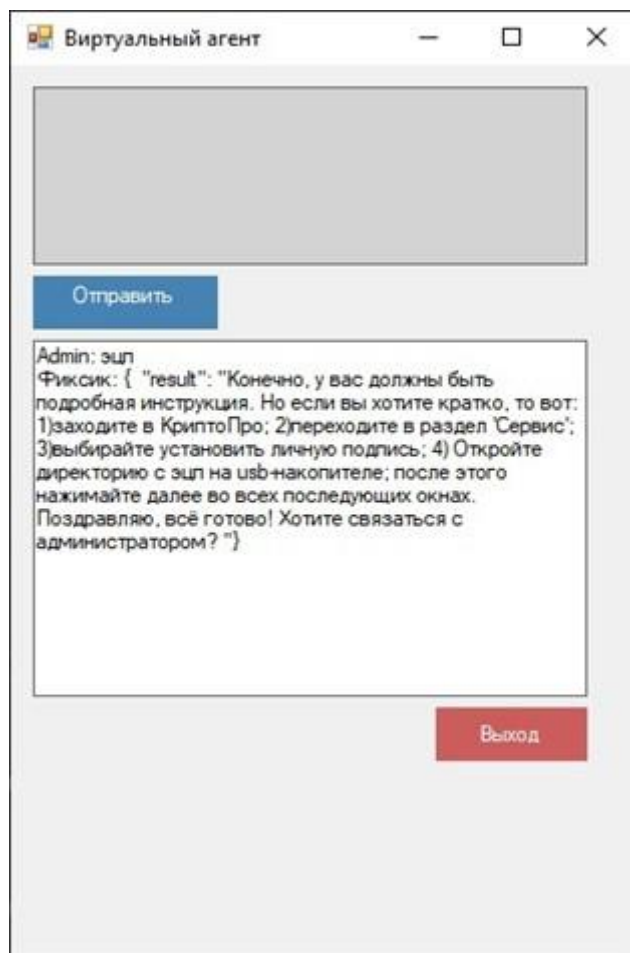 Виртуальный агент
Отправить
Admin: эцп
Фиксик: {  "result": "Конечно, у вас должны быть
подробная инструкция. Но если вы хотите кратко, то вот:
1)заходите в КриптоПро; 2)переходите в раздел 'Сервис';
3)выбирайте установить личную подпись; 4) Откройте
директорию с эцп на usb-накопителе; после этого
нажимайте далее во всех последующих окнах.
Поздравляю, всё готово! Хотите связаться с
администратором? "}
Выход